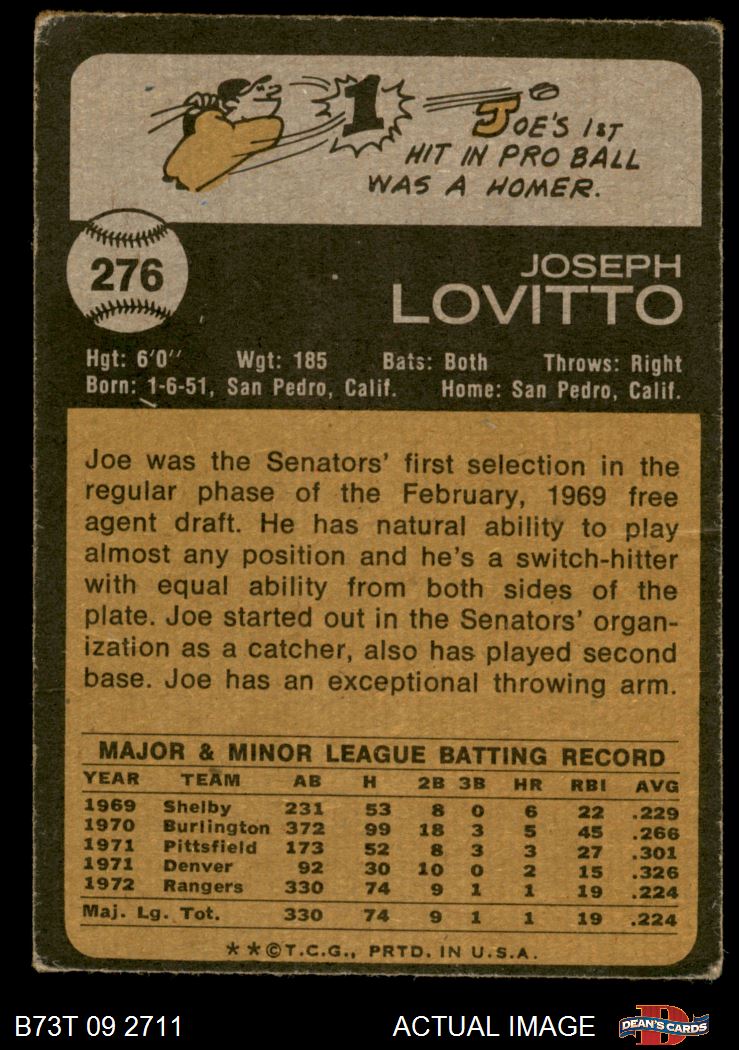 1
JOE'S 1ST
HIT IN PRO BALL
WAS A HOMER.
276
JOSEPH
LOVITTO
Hgt: 6'0" Wgt: 185 Bats: Both Throws: Right
Born: 1-6-51, San Pedro, Calif. Home: San Pedro, Calif.
Joe was the Senators' first selection in the
regular phase of the February, 1969 free
agent draft. He has natural ability to play
almost any position and he's a switch-hitter
with equal ability from both sides of the
plate. Joe started out in the Senators' organ-
ization as a catcher, also has played second
base. Joe has an exceptional throwing arm.
MAJOR & MINOR LEAGUE BATTING RECORD
YEAR TEAM AB H 2B 3B HR RBI AVG
1969 Shelby 231 53 8 0 6 22 .229
1970 Burlington 372 99 18 3 5 45 .266
1971 Pittsfield 173 52 8 3 3 27 .301
1971 Denver 92 30 10 0 2 15 .326
1972 Rangers 330 74 9 1 1 19 .224
Maj. Lg. Tot. 330 74 9 1 1 19 .224
**©T.C.G., PRTD. IN U.S.A.
B73T 09 2711 ACTUAL IMAGE D DEAN'S CARDS